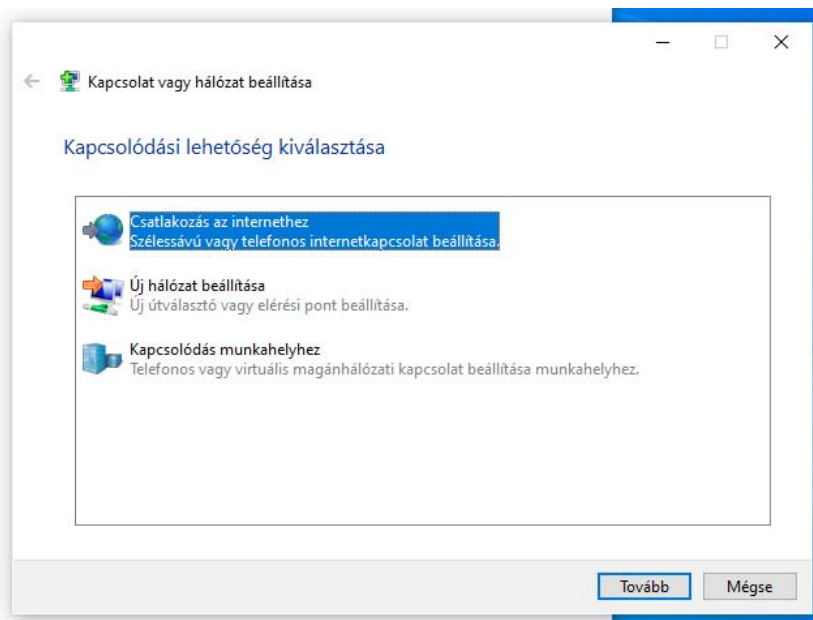 Kapcsolat vagy hálózat beállítása
Kapcsolódási lehetőség kiválasztása
Csatlakozás az internethez
Szélessávú vagy telefonos internetkapcsolat beállítása.
Új hálózat beállítása
Új útválasztó vagy elérési pont beállítása.
Kapcsolódás munkahelyhez
Telefonos vagy virtuális magánhálózati kapcsolat beállítása munkahelyhez.
Tovább
Mégse